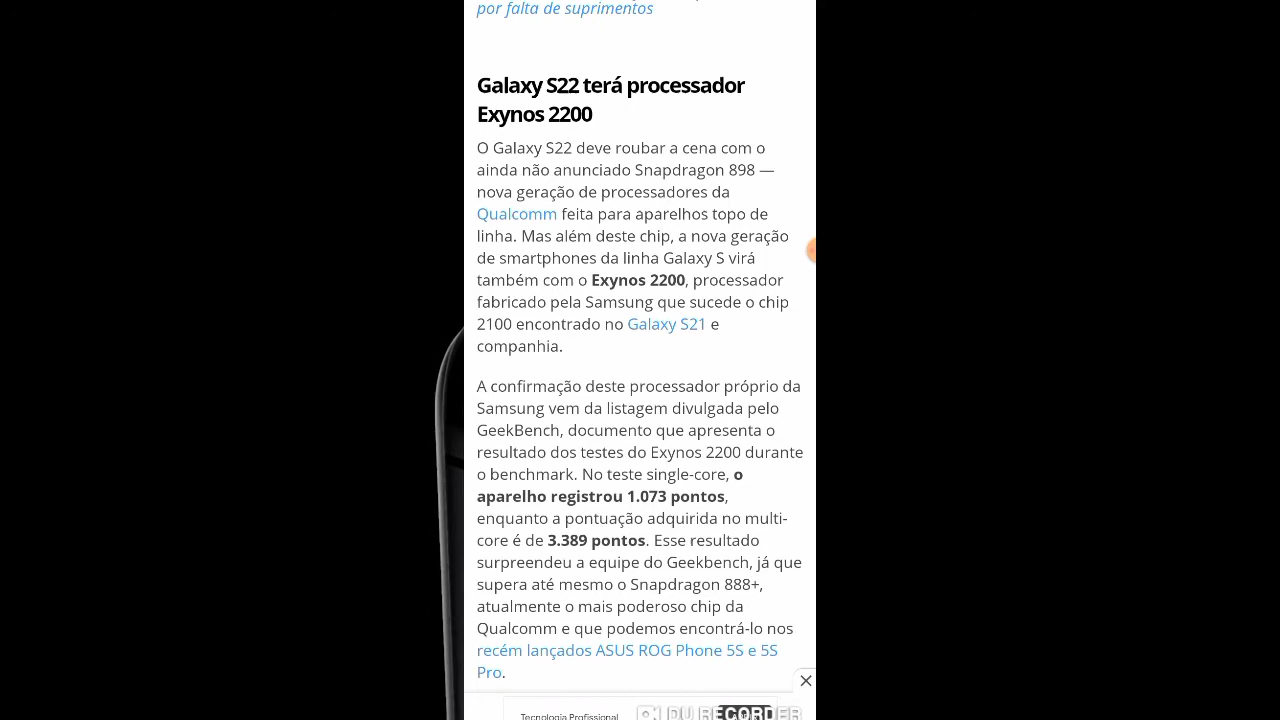 por falta de suprimentos
Galaxy S22 terá processador
Exynos 2200
O Galaxy S22 deve roubar a cena com o
ainda não anunciado Snapdragon 898 —
nova geração de processadores da
Qualcomm feita para aparelhos topo de
linha. Mas além deste chip, a nova geração
de smartphones da linha Galaxy S virá
também com o Exynos 2200, processador
fabricado pela Samsung que sucede o chip
2100 encontrado no Galaxy S21 e
companhia.
A confirmação deste processador próprio da
Samsung vem da listagem divulgada pelo
GeekBench, documento que apresenta o
resultado dos testes do Exynos 2200 durante
o benchmark. No teste single-core, o
aparelho registrou 1.073 pontos,
enquanto a pontuação adquirida no multi-
core é de 3.389 pontos. Esse resultado
surpreendeu a equipe do Geekbench, já que
supera até mesmo o Snapdragon 888+,
atualmente o mais poderoso chip da
Qualcomm e que podemos encontrá-lo nos
recém lançados ASUS ROG Phone 5S e 5S
Pro.
Tecnologia Profissional
DU RECORDER